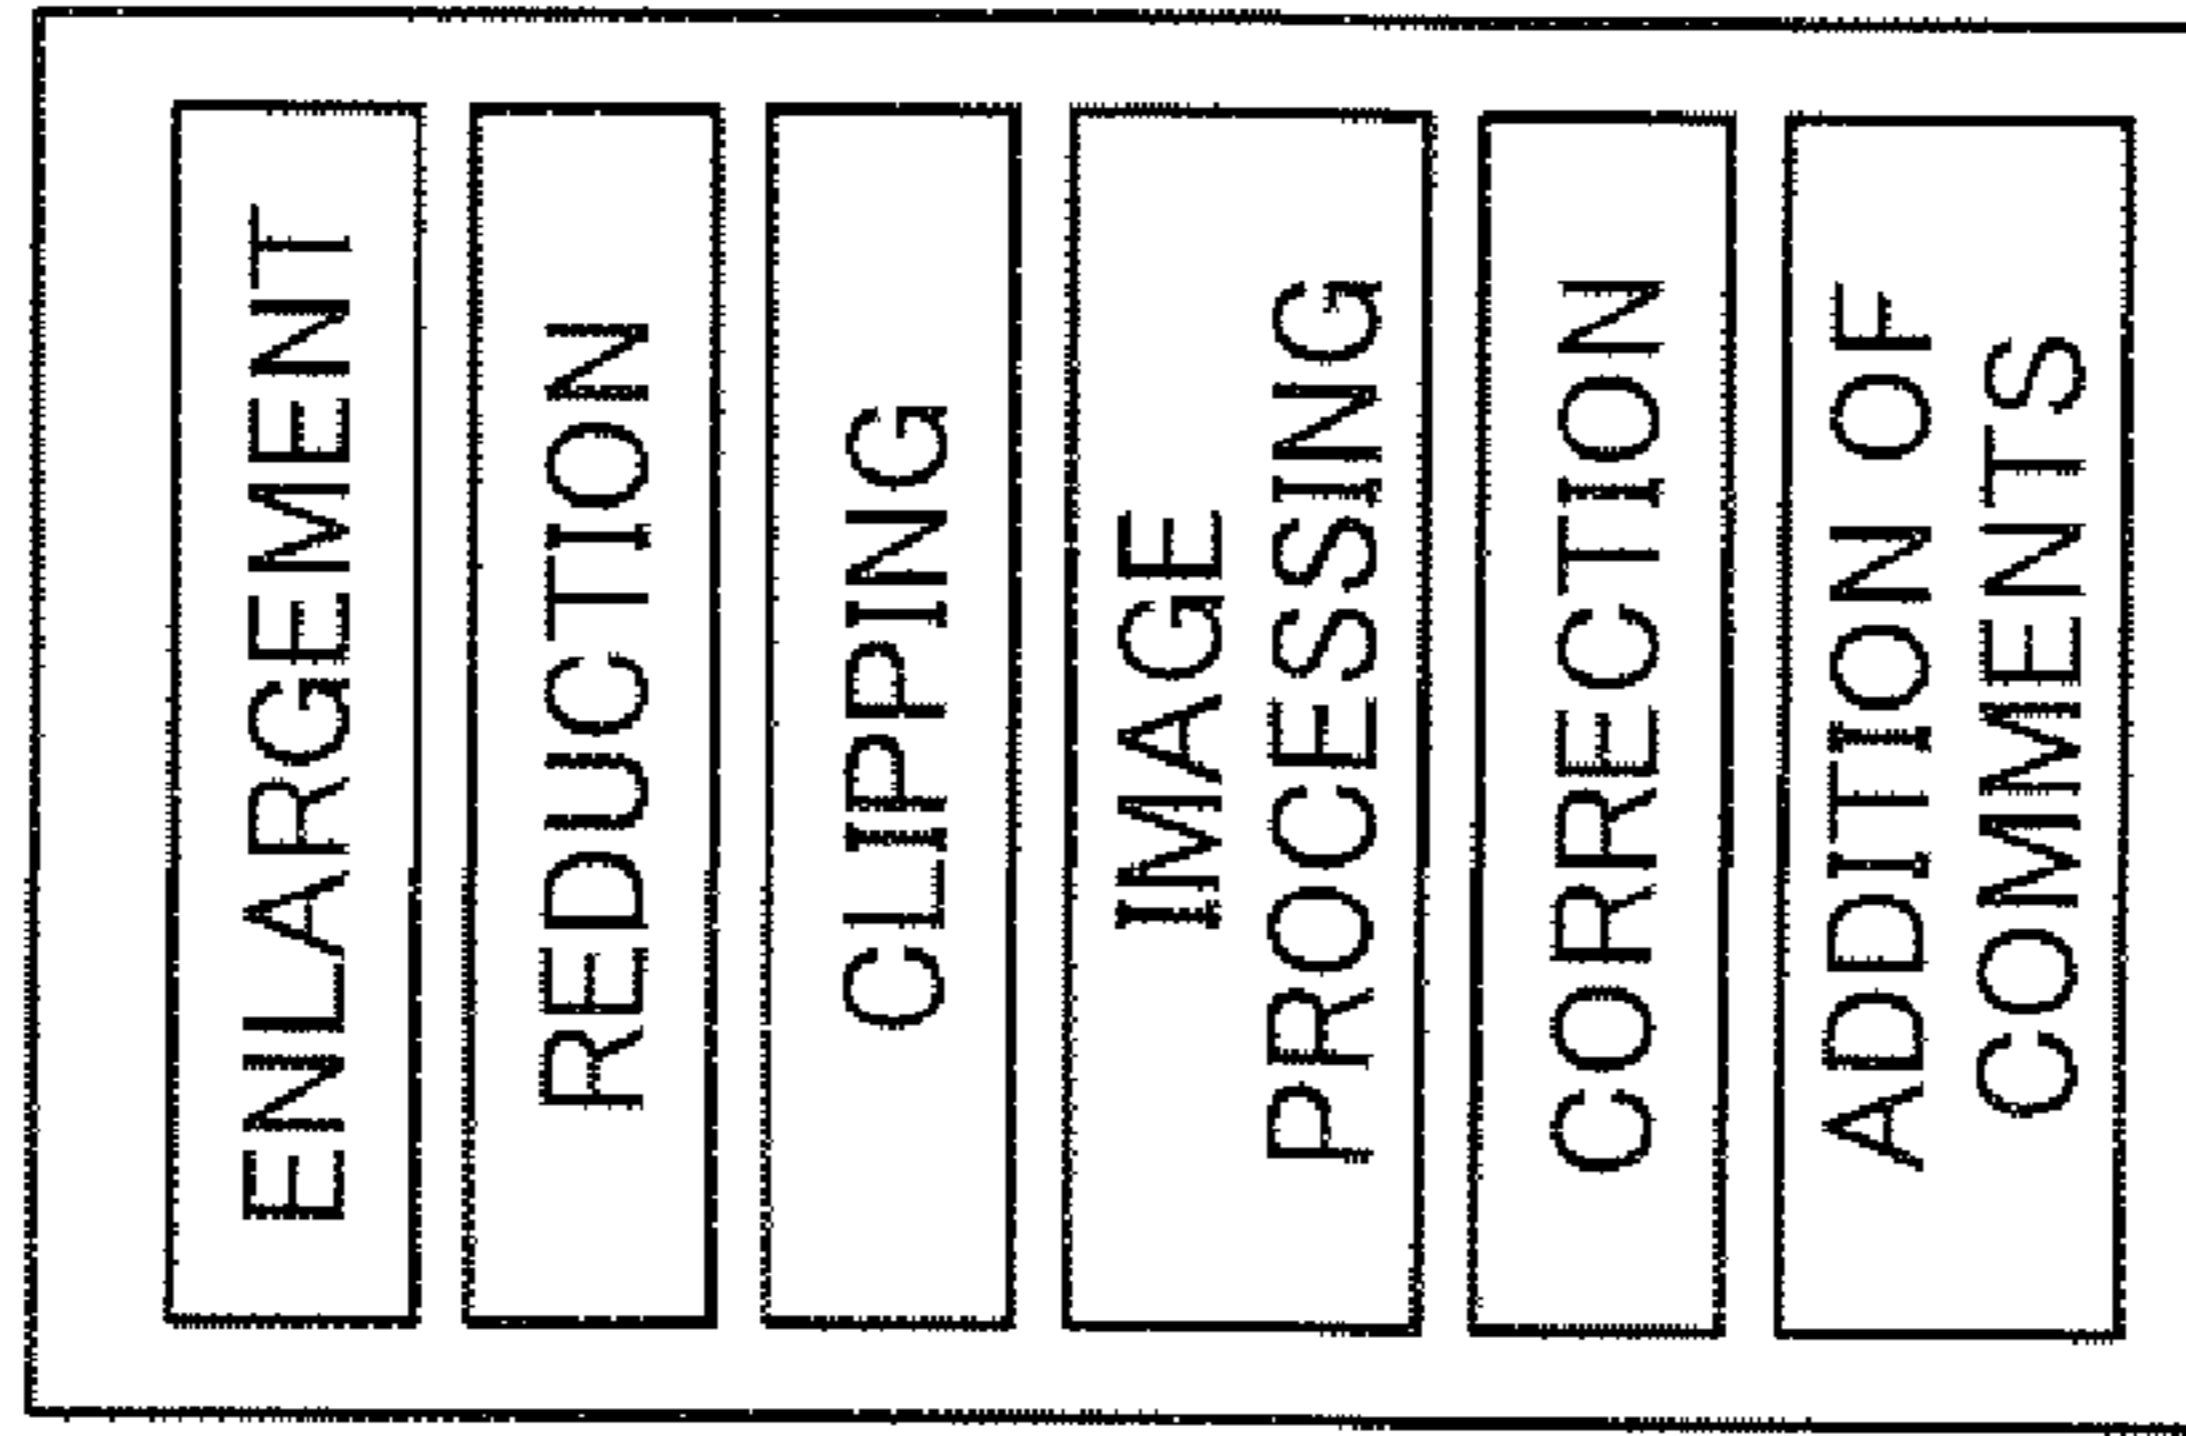 ENLARGEMENT
REDUCTION
CLIPPING
IMAGE
PROCESSING
CORRECTION
ADDITION OF
COMMENTS